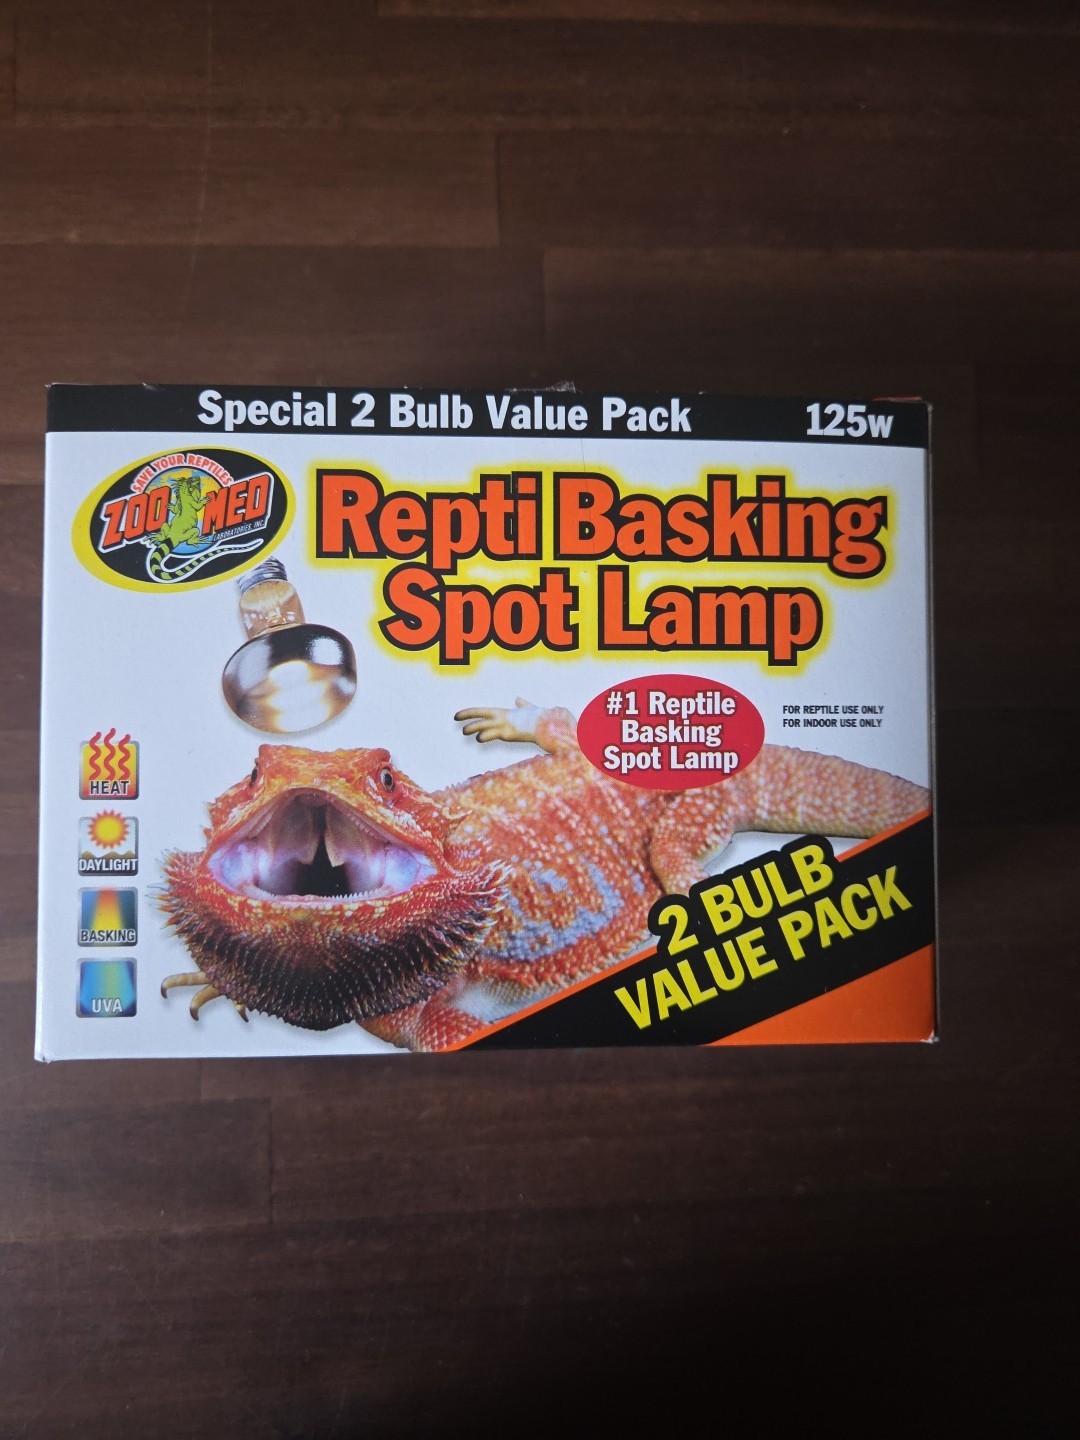 Special 2 Bulb Value Pack 125w
SAVE YOUR REPTILES
ZOO MED
LABORATORIES, INC.
Repti Basking
Spot Lamp
#1 Reptile
Basking
Spot Lamp
FOR REPTILE USE ONLY
FOR INDOOR USE ONLY
HEAT
DAYLIGHT
BASKING
UVA
2 BULB
VALUE PACK